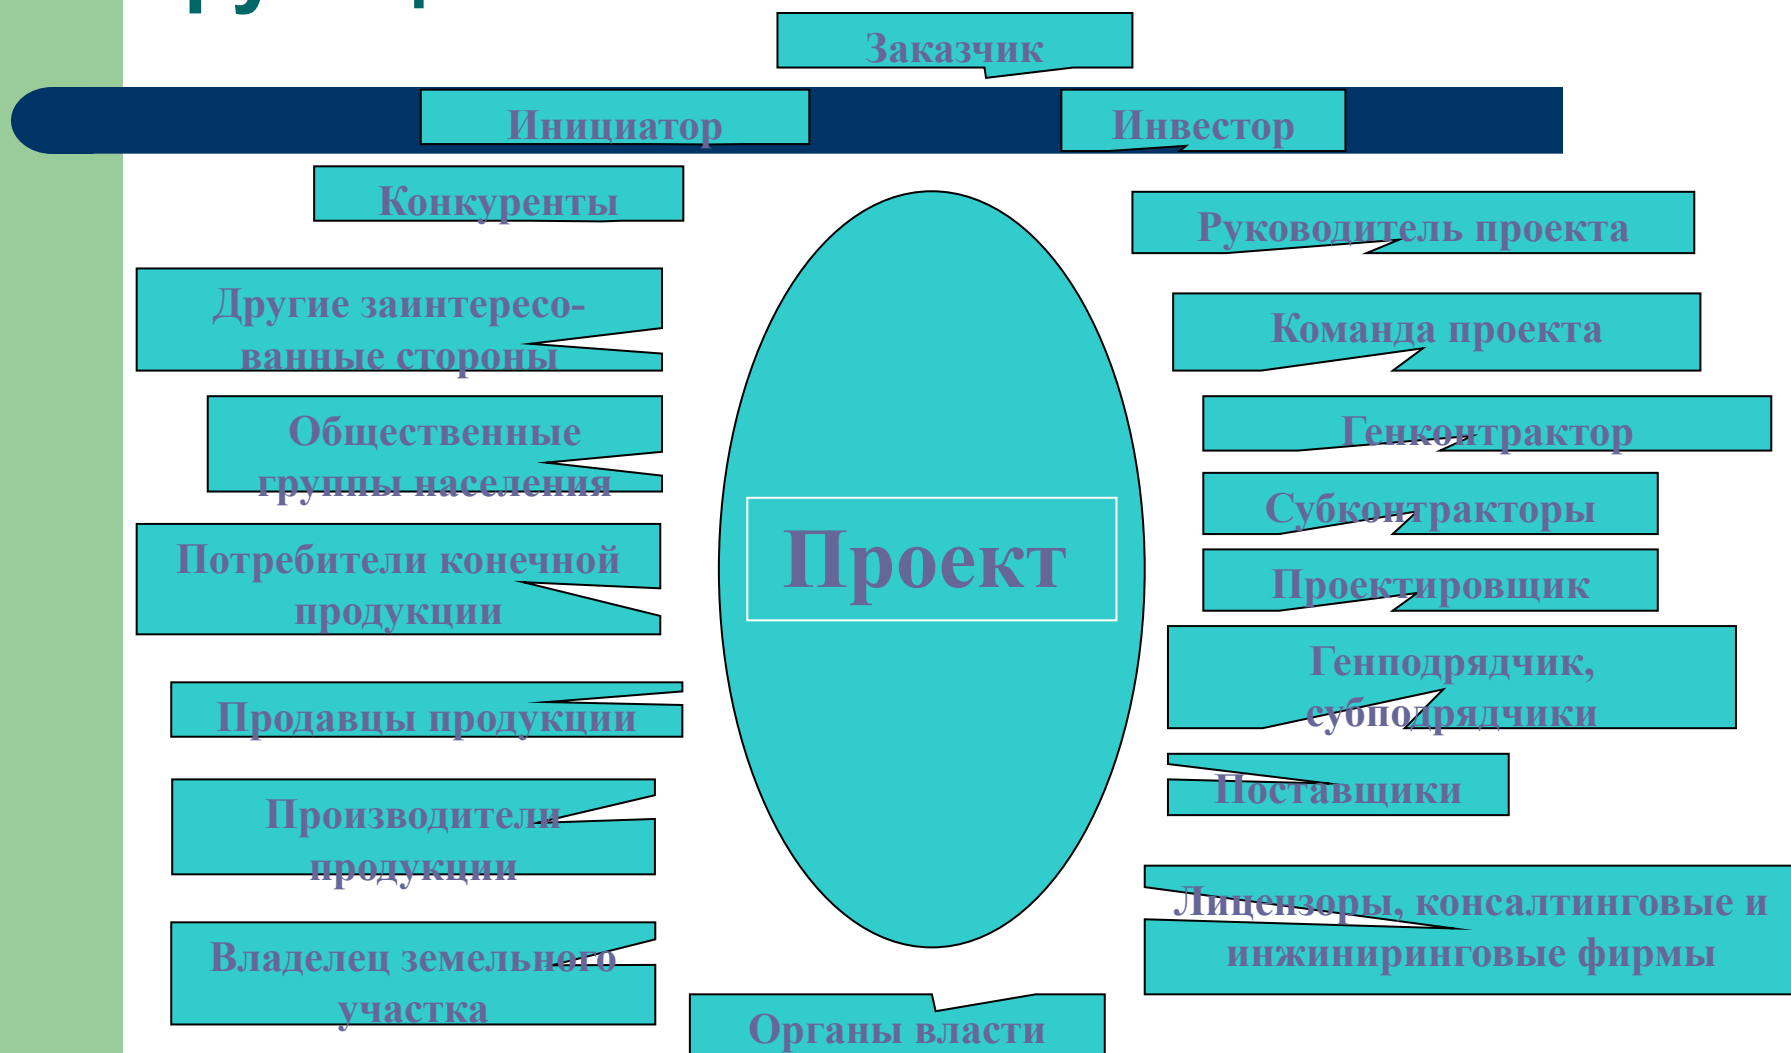 Заказчик
Инициатор
Инвестор
Конкуренты
Руководитель проекта
Другие заинтересо-
ванные стороны
Команда проекта
Общественные
группы населения
Генконтрактор
Субконтракторы
Проект
Потребители конечной
продукции
Проектировщик
Генподрядчик,
субподрядчики
Продавцы продукции
Поставщики
Производители
продукции
Лицензоры, консалтинговые и
инжиниринговые фирмы
Владелец земельного
участка
Органы власти